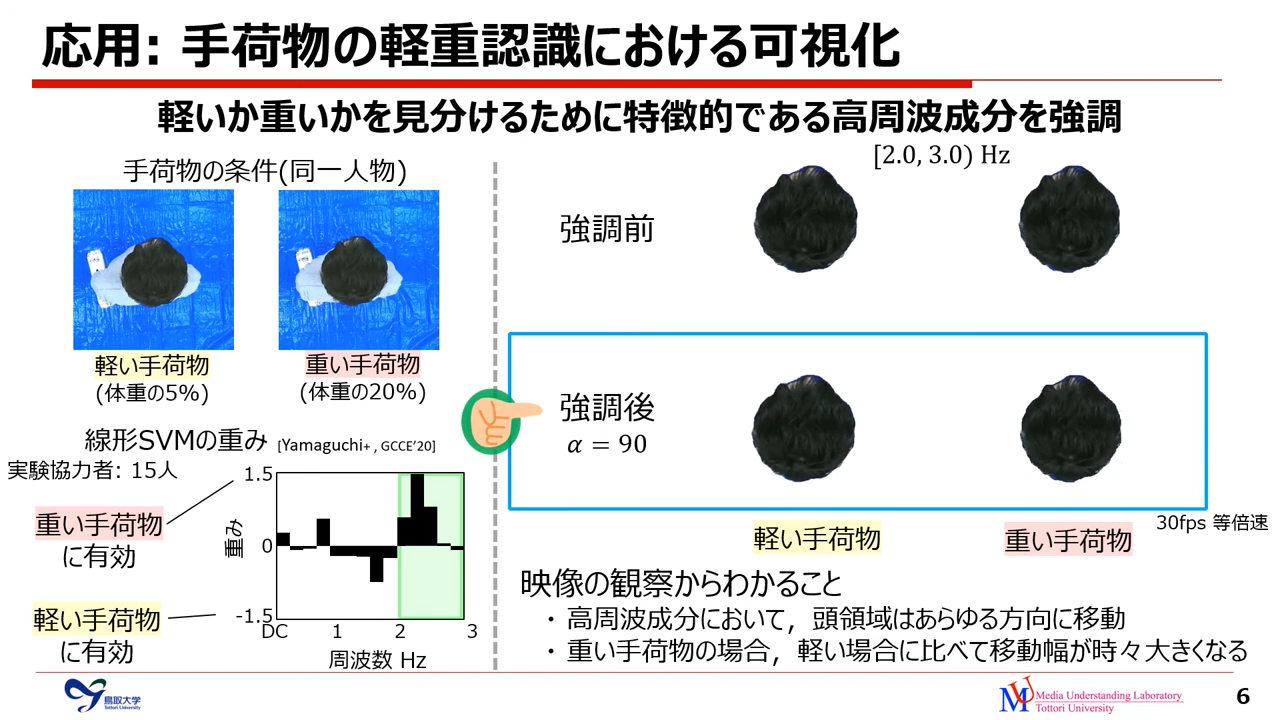 応用: 手荷物の軽重認識における可視化
軽いか重いかを見分けるために特徴的である高周波成分を強調
手荷物の条件(同一人物)
軽い手荷物
(体重の5%)
重い手荷物
(体重の20%)
線形SVMの重み [Yamaguchi+ , GCCE’20]
実験協力者: 15人
重い手荷物
に有効
軽い手荷物
に有効
重み
1.5
0
-1.5
DC 1 2 3
周波数 Hz
[2.0, 3.0) Hz
強調前
強調後
α = 90
軽い手荷物
重い手荷物
30fps 等倍速
映像の観察からわかること
・ 高周波成分において，頭領域はあらゆる方向に移動
・ 重い手荷物の場合，軽い場合に比べて移動幅が時々大きくなる
鳥取大学
Tottori University
MU Media Understanding Laboratory
Tottori University
6